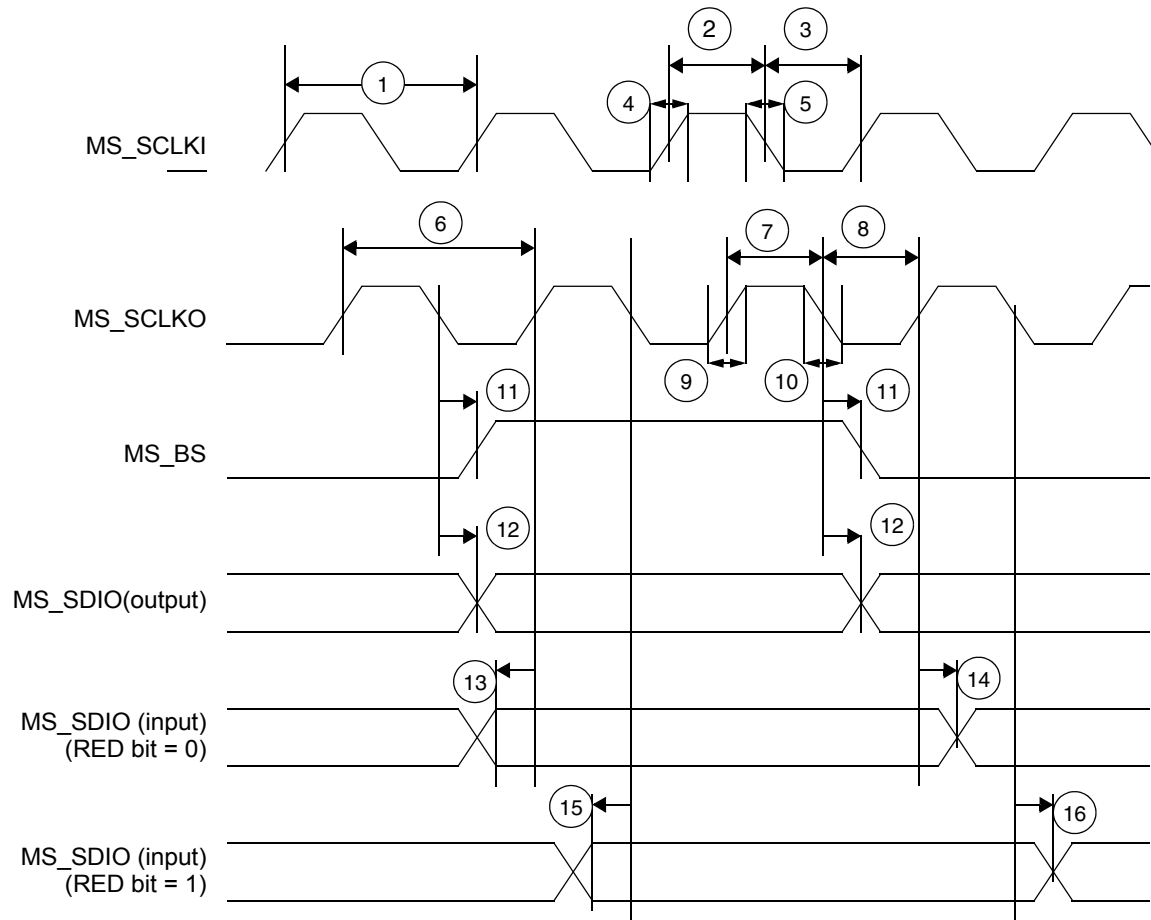 2
3
1
4
5
MS_SCLKI
6
7
8
MS_SCLKO
9
10
11
11
MS_BS
12
12
MS_SDIO(output)
13
14
MS_SDIO (input)
(RED bit = 0)
15
16
MS_SDIO (input)
(RED bit = 1)